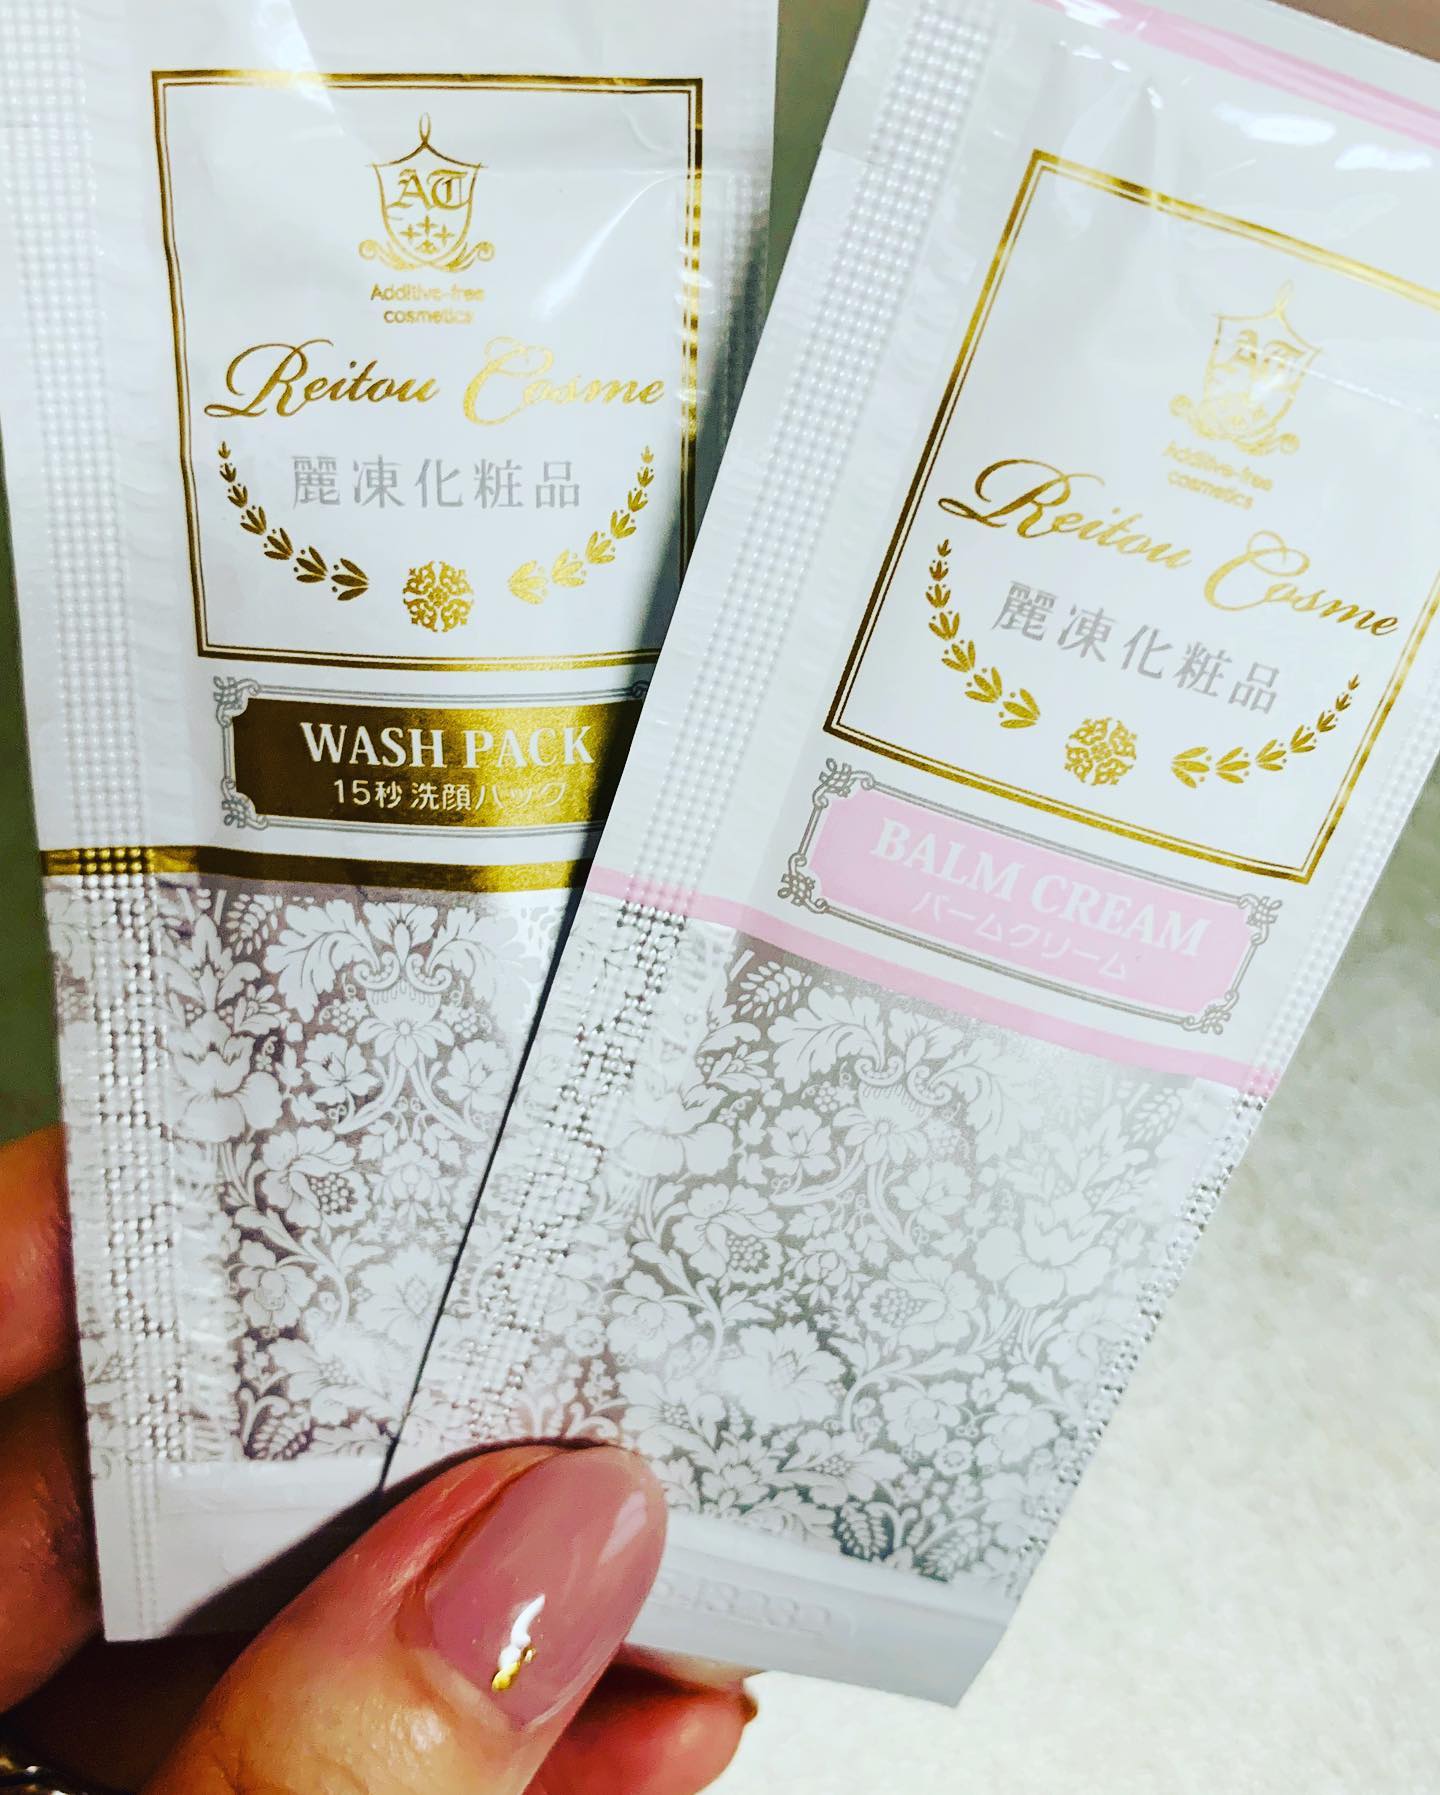 AT
Additive-free
cosmetics
Reitou Cosme
麗凍化粧品
WASH PACK
15秒 洗顔パック
AT
Additive-free
cosmetics
Reitou Cosme
麗凍化粧品
BALM CREAM
バームクリーム